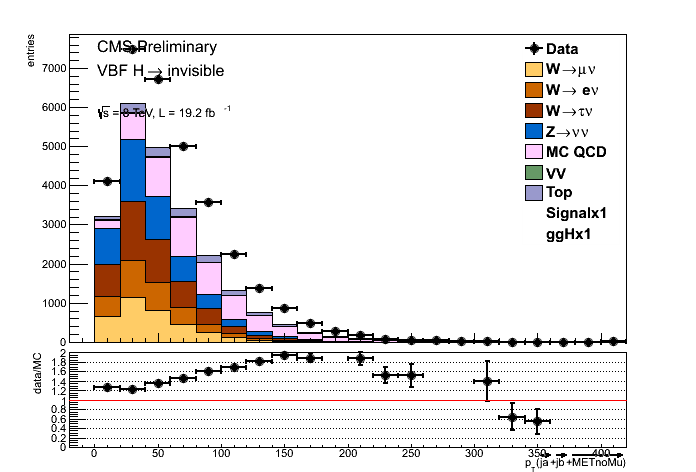 entries
CMS Preliminary
VBF H → invisible
√s = 8 TeV, L = 19.2 fb⁻¹
Data
W→μν
W→ eν
W→τν
Z→νν
MC QCD
VV
Top
Signalx1
ggHx1
7000
6000
5000
4000
3000
2000
1000
0
data/MC
2
1.8
1.6
1.4
1.2
1
0.8
0.6
0.4
0.2
0
0 50 100 150 200 250 300 350 400
p_T(ja+jb+METnoMu)